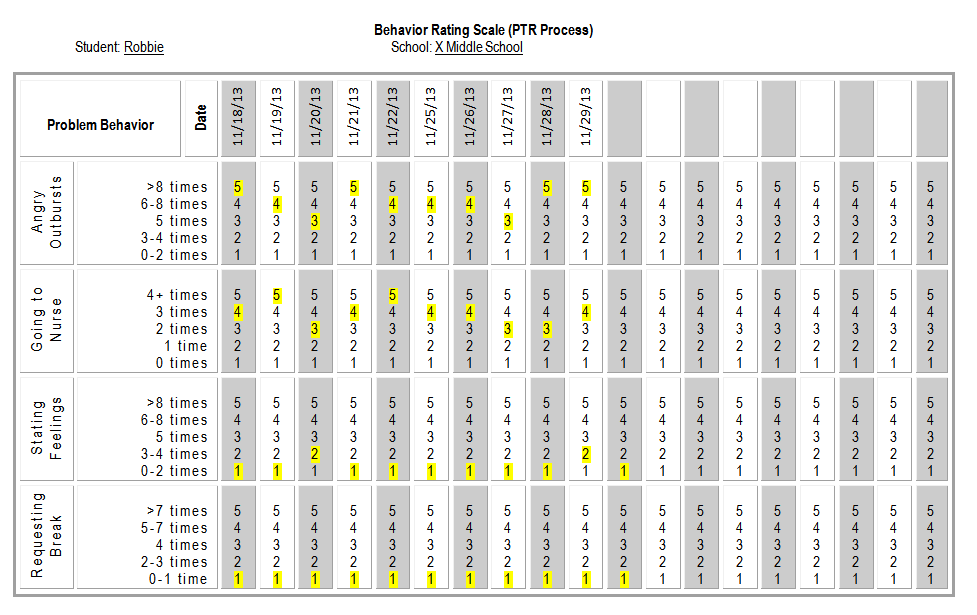 Behavior Rating Scale (PTR Process)
Student: Robbie School: X Middle School
Problem Behavior Date 11/18/13 11/19/13 11/20/13 11/21/13 11/22/13 11/25/13 11/26/13 11/27/13 11/28/13 11/29/13
Angry Outbursts
>8 times 5 5 5 5 5 5 5 5 5 5 5 5 5 5 5 5 5 5 5
6-8 times 4 4 4 4 4 4 4 4 4 4 4 4 4 4 4 4 4 4 4
5 times 3 3 3 3 3 3 3 3 3 3 3 3 3 3 3 3 3 3 3
3-4 times 2 2 2 2 2 2 2 2 2 2 2 2 2 2 2 2 2 2 2
0-2 times 1 1 1 1 1 1 1 1 1 1 1 1 1 1 1 1 1 1 1
Going to Nurse
4+ times 5 5 5 5 5 5 5 5 5 5 5 5 5 5 5 5 5 5 5
3 times 4 4 4 4 4 4 4 4 4 4 4 4 4 4 4 4 4 4 4
2 times 3 3 3 3 3 3 3 3 3 3 3 3 3 3 3 3 3 3 3
1 time 2 2 2 2 2 2 2 2 2 2 2 2 2 2 2 2 2 2 2
0 times 1 1 1 1 1 1 1 1 1 1 1 1 1 1 1 1 1 1 1
Stating Feelings
>8 times 5 5 5 5 5 5 5 5 5 5 5 5 5 5 5 5 5 5 5
6-8 times 4 4 4 4 4 4 4 4 4 4 4 4 4 4 4 4 4 4 4
5 times 3 3 3 3 3 3 3 3 3 3 3 3 3 3 3 3 3 3 3
3-4 times 2 2 2 2 2 2 2 2 2 2 2 2 2 2 2 2 2 2 2
0-2 times 1 1 1 1 1 1 1 1 1 1 1 1 1 1 1 1 1 1 1
Requesting Break
>7 times 5 5 5 5 5 5 5 5 5 5 5 5 5 5 5 5 5 5 5
5-7 times 4 4 4 4 4 4 4 4 4 4 4 4 4 4 4 4 4 4 4
4 times 3 3 3 3 3 3 3 3 3 3 3 3 3 3 3 3 3 3 3
2-3 times 2 2 2 2 2 2 2 2 2 2 2 2 2 2 2 2 2 2 2
0-1 time 1 1 1 1 1 1 1 1 1 1 1 1 1 1 1 1 1 1 1